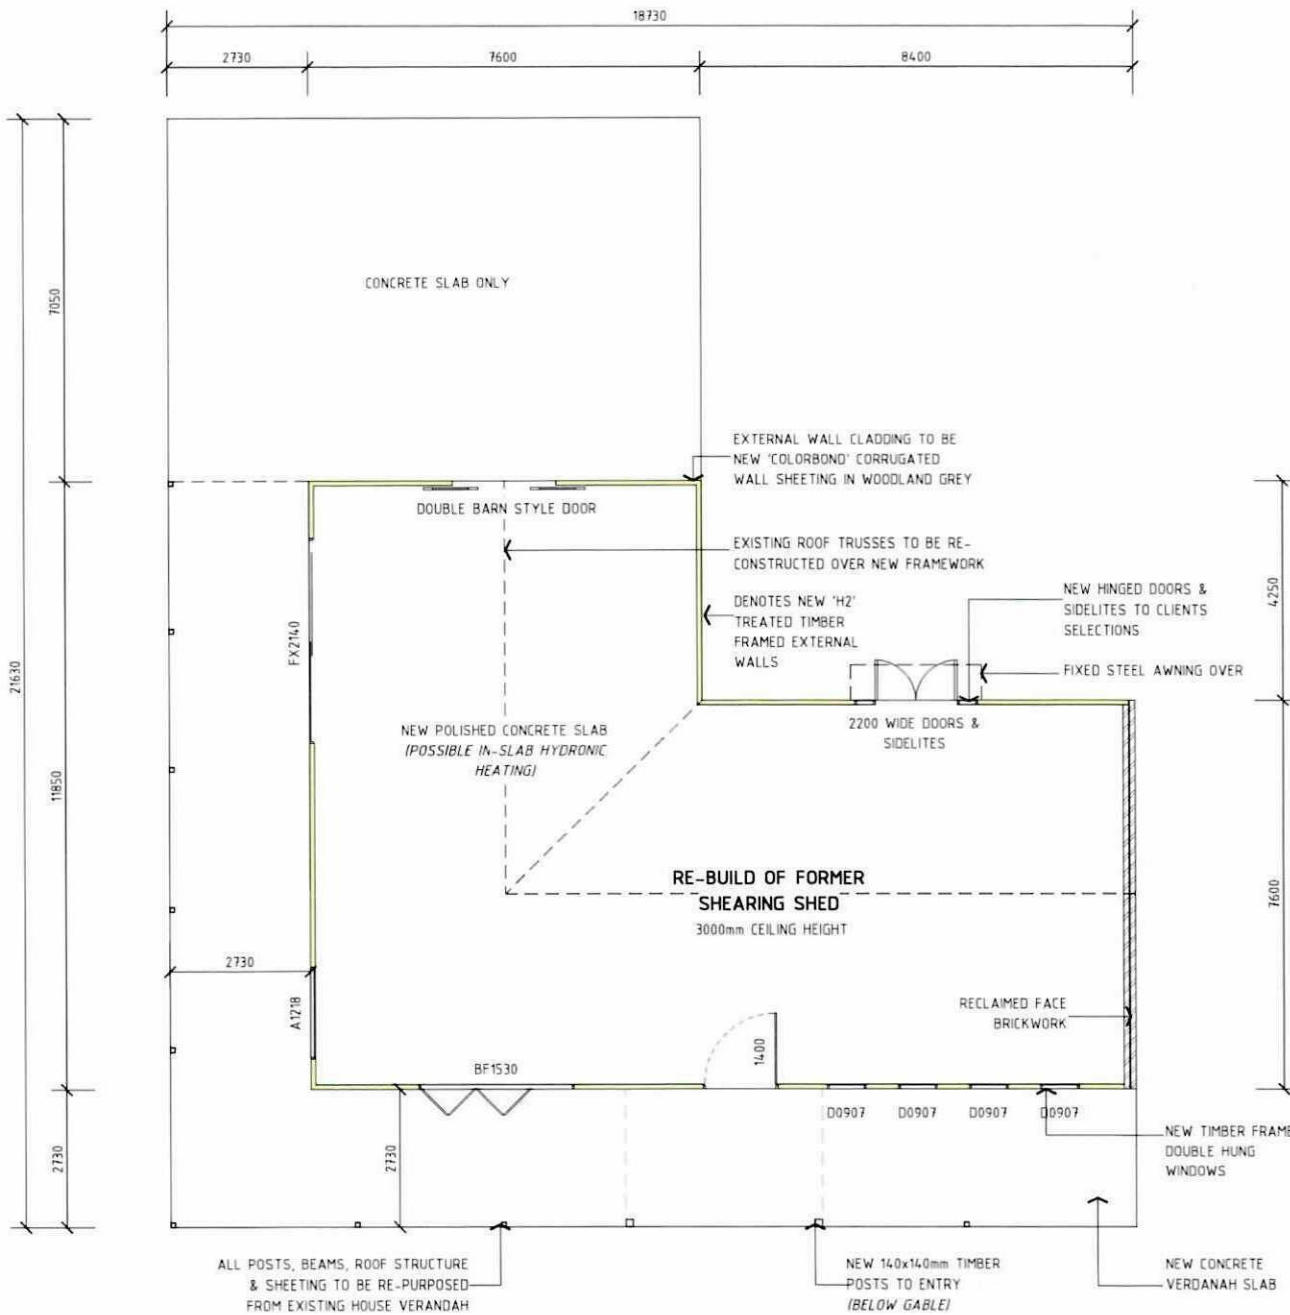 18730
2730
7600
8400
7050
CONCRETE SLAB ONLY
EXTERNAL WALL CLADDING TO BE
NEW 'COLORBOND' CORRUGATED
WALL SHEETING IN WOODLAND GREY
DOUBLE BARN STYLE DOOR
EXISTING ROOF TRUSSES TO BE RE-
CONSTRUCTED OVER NEW FRAMEWORK
NEW HINGED DOORS &
SIDELITES TO CLIENTS
SELECTIONS
4250
DENOTES NEW 'H2'
TREATED TIMBER
FRAMED EXTERNAL
WALLS
FX2140
21630
FIXED STEEL AWNING OVER
2200 WIDE DOORS &
SIDELITES
NEW POLISHED CONCRETE SLAB
(POSSIBLE IN-SLAB HYDRONIC
HEATING)
11850
RE-BUILD OF FORMER
SHEARING SHED
3000mm CEILING HEIGHT
7600
2730
A1218
RECLAIMED FACE
BRICKWORK
1400
BF1530
D0907
D0907
D0907
D0907
NEW TIMBER FRAME
DOUBLE HUNG
WINDOWS
2730
2730
ALL POSTS, BEAMS, ROOF STRUCTURE
& SHEETING TO BE RE-PURPOSED
FROM EXISTING HOUSE VERANDAH
NEW 140x140mm TIMBER
POSTS TO ENTRY
(BELOW GABLE)
NEW CONCRETE
VERDANAH SLAB